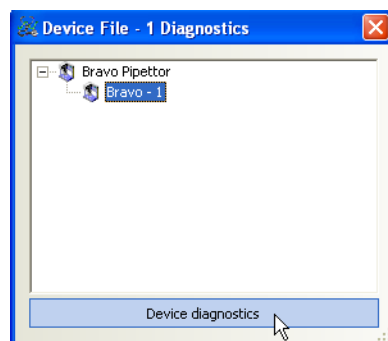 Device File - 1 Diagnostics
Bravo Pipettor
Bravo - 1
Device diagnostics